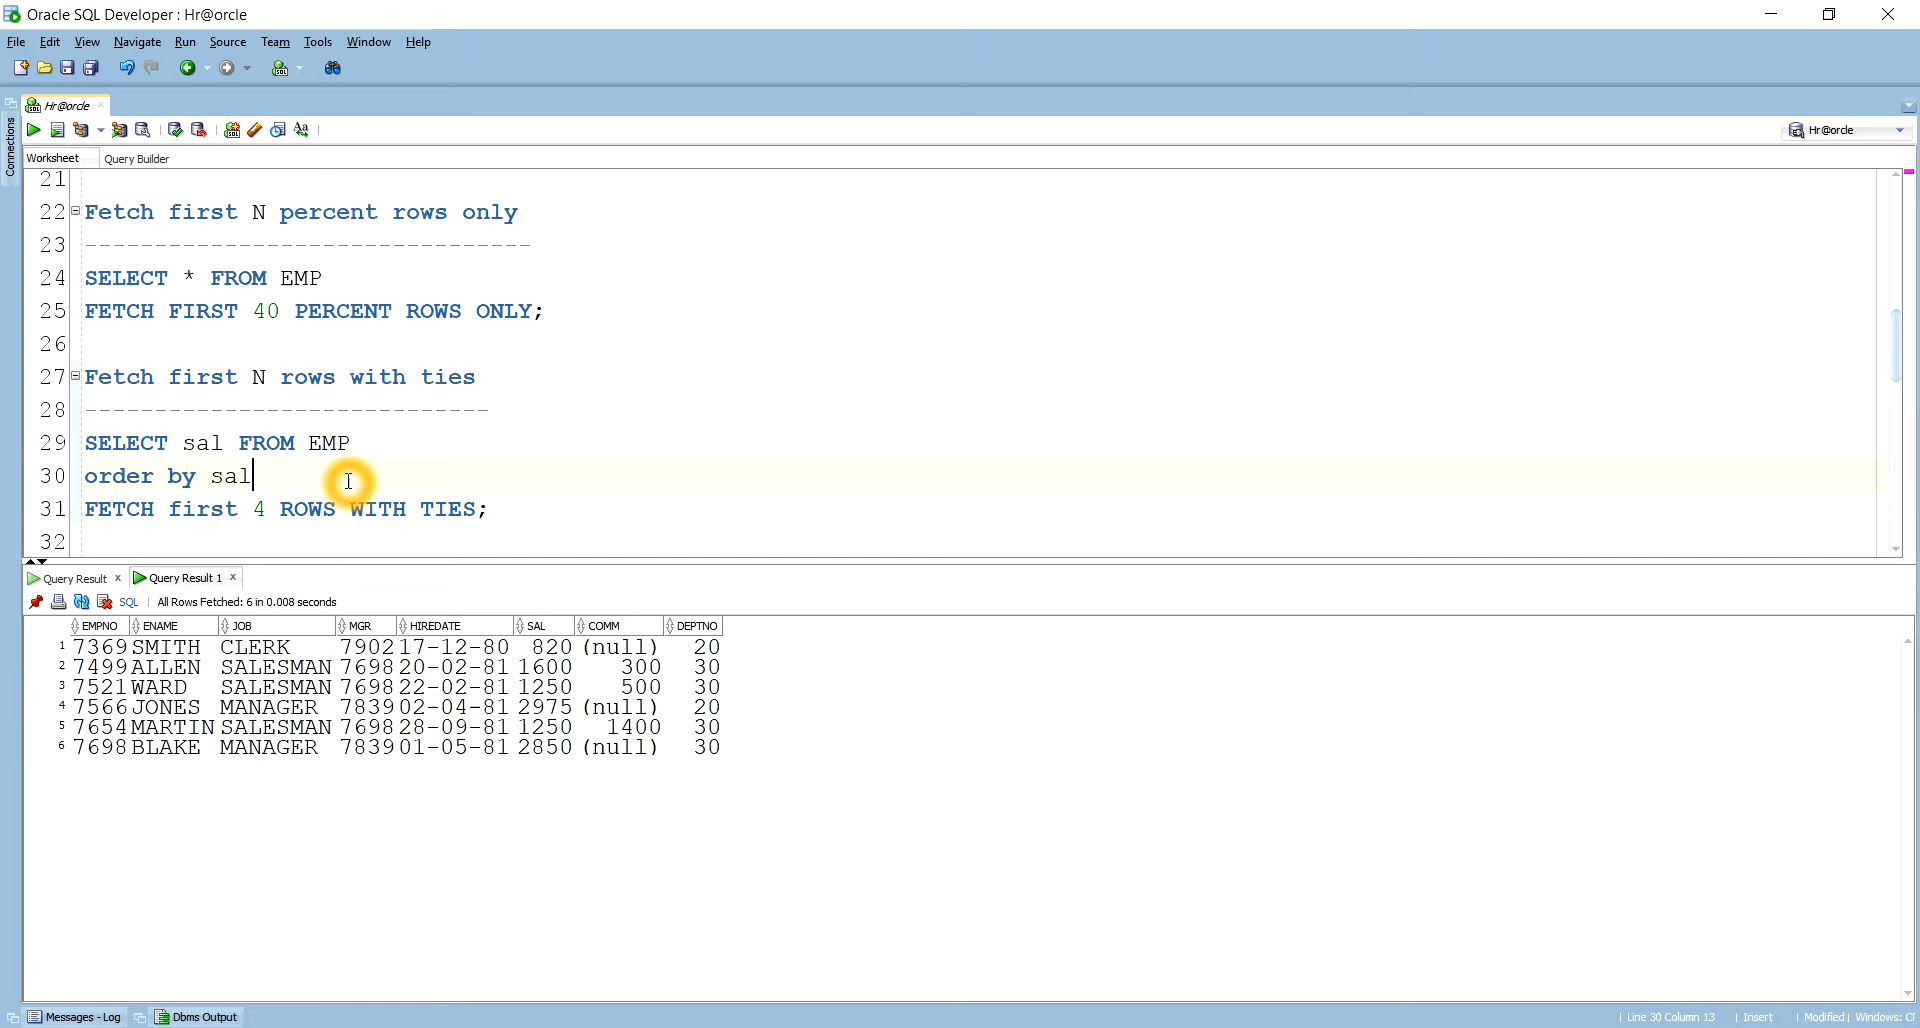 Oracle SQL Developer : Hr@orcle
File Edit View Navigate Run Source Team Tools Window Help
Hr@orcle
Connections
Hr@orcle
Worksheet Query Builder
21
22 Fetch first N percent rows only
23 -------------------------------
24 SELECT * FROM EMP
25 FETCH FIRST 40 PERCENT ROWS ONLY;
26
27 Fetch first N rows with ties
28 -----------------------------
29 SELECT sal FROM EMP
30 order by sal
31 FETCH first 4 ROWS WITH TIES;
32
Query Result Query Result 1
SQL All Rows Fetched: 6 in 0.008 seconds
EMPNO ENAME JOB MGR HIREDATE SAL COMM DEPTNO
1 7369 SMITH CLERK 7902 17-12-80 820 (null) 20
2 7499 ALLEN SALESMAN 7698 20-02-81 1600 300 30
3 7521 WARD SALESMAN 7698 22-02-81 1250 500 30
4 7566 JONES MANAGER 7839 02-04-81 2975 (null) 20
5 7654 MARTIN SALESMAN 7698 28-09-81 1250 1400 30
6 7698 BLAKE MANAGER 7839 01-05-81 2850 (null) 30
Messages - Log Dbms Output
Line 30 Column 13 Insert Modified Windows: C